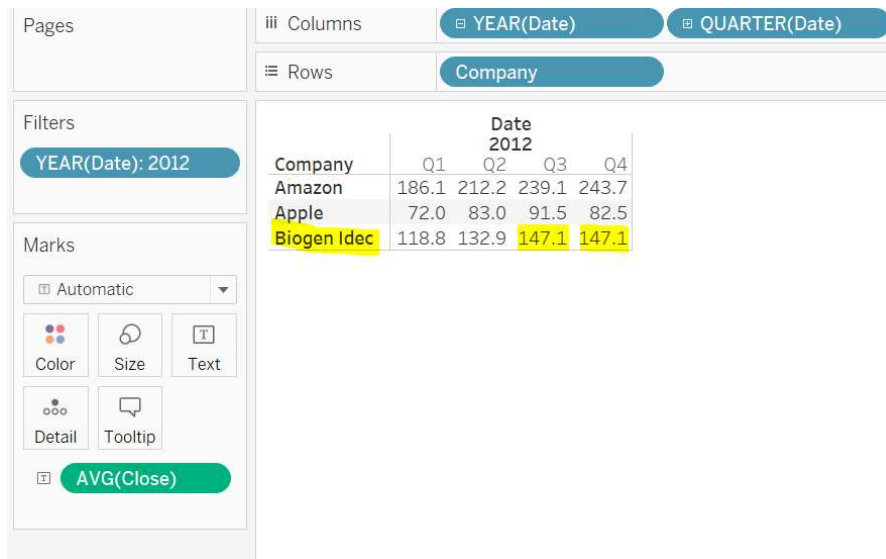 Pages
iii Columns
YEAR(Date)
QUARTER(Date)
Rows
Company
Filters
YEAR(Date): 2012
Marks
Automatic
Color
Size
Text
Detail
Tooltip
AVG(Close)
Date
2012
Company Q1 Q2 Q3 Q4
Amazon 186.1 212.2 239.1 243.7
Apple 72.0 83.0 91.5 82.5
Biogen Idec 118.8 132.9 147.1 147.1